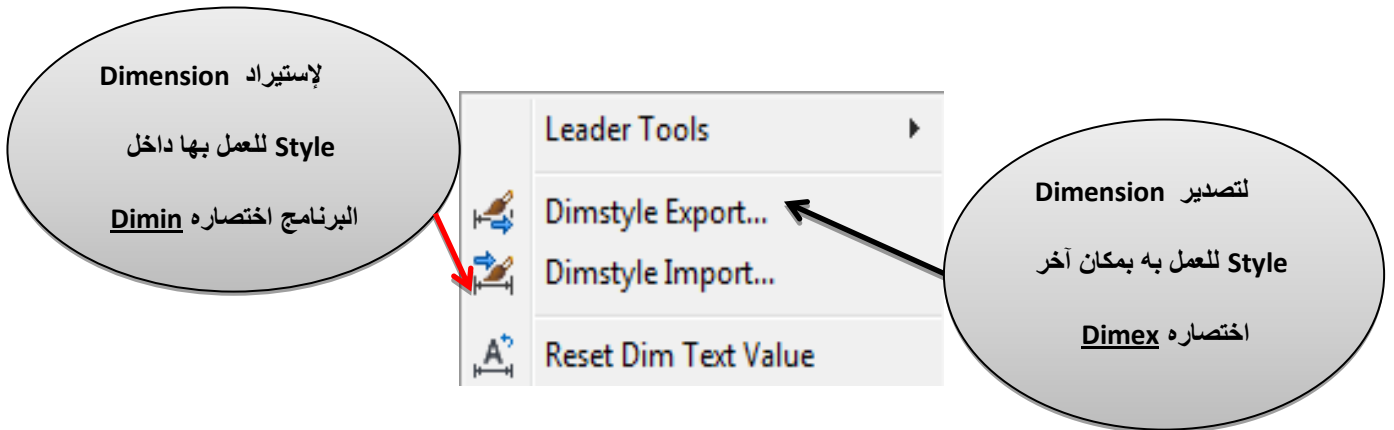 لإستيراد Dimension
Style للعمل بها داخل
البرنامج اختصاره Dimin
Leader Tools
Dimstyle Export...
Dimstyle Import...
A Reset Dim Text Value
لتصدير Dimension
Style للعمل به بمكان آخر
اختصاره Dimex